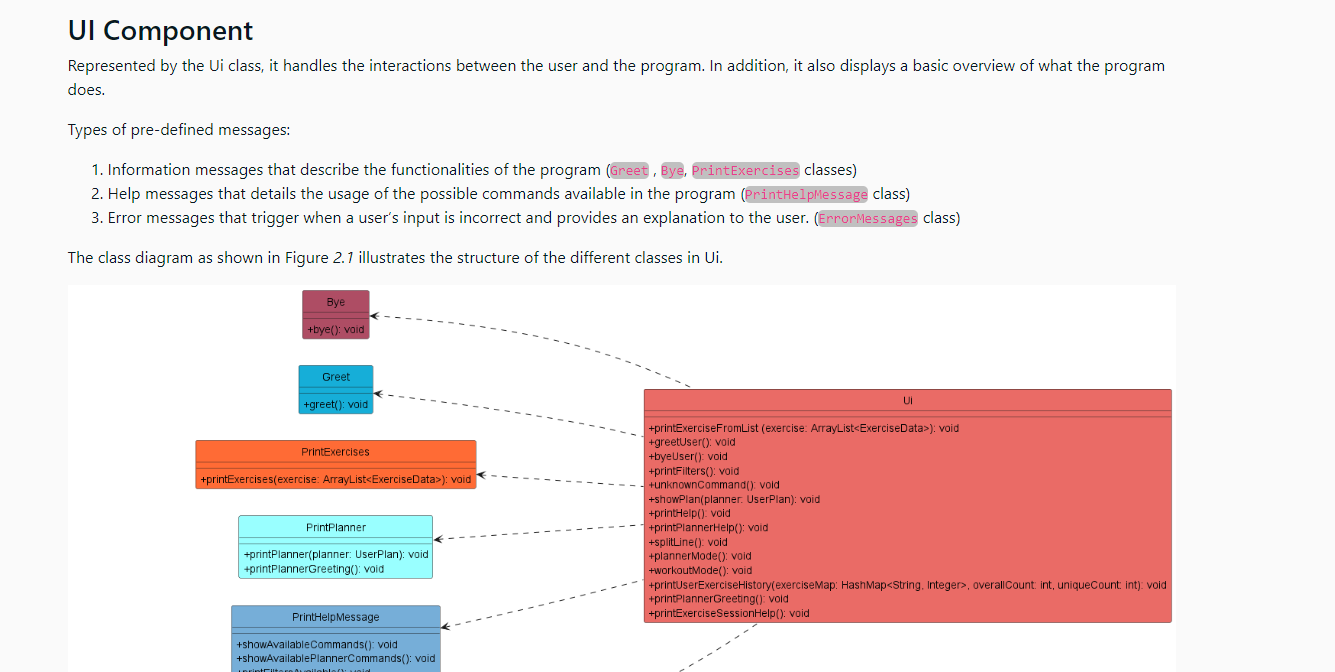 UI Component
Represented by the Ui class, it handles the interactions between the user and the program. In addition, it also displays a basic overview of what the program
does.
Types of pre-defined messages:
1. Information messages that describe the functionalities of the program (Greet , Bye, PrintExercises classes)
2. Help messages that details the usage of the possible commands available in the program (PrintHelpMessage class)
3. Error messages that trigger when a user's input is incorrect and provides an explanation to the user. (ErrorMessages class)
The class diagram as shown in Figure 2.1 illustrates the structure of the different classes in Ui.
Bye
+bye(): void
Greet
+greet(): void
PrintExercises
+printExercises(exercise: ArrayList<ExerciseData>): void
PrintPlanner
+printPlanner(planner: UserPlan): void
+printPlannerGreeting(): void
PrintHelpMessage
+showAvailableCommands(): void
+showAvailablePlannerCommands(): void
Ui
+printExerciseFromList (exercise: ArrayList<ExerciseData>): void
+greetUser(): void
+byeUser(): void
+printFilters(): void
+unknownCommand(): void
+showPlan(planner: UserPlan): void
+printHelp(): void
+printPlannerHelp(): void
+splitLine(): void
+plannerMode(): void
+workoutMode(): void
+printUserExerciseHistory(exerciseMap: HashMap<String, Integer>, overallCount: int, uniqueCount: int): void
+printPlannerGreeting(): void
+printExerciseSessionHelp(): void